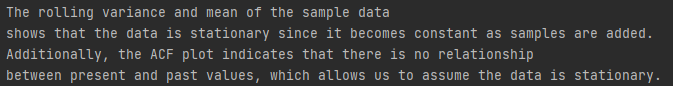 The rolling variance and mean of the sample data
shows that the data is stationary since it becomes constant as samples are added.
Additionally, the ACF plot indicates that there is no relationship
between present and past values, which allows us to assume the data is stationary.